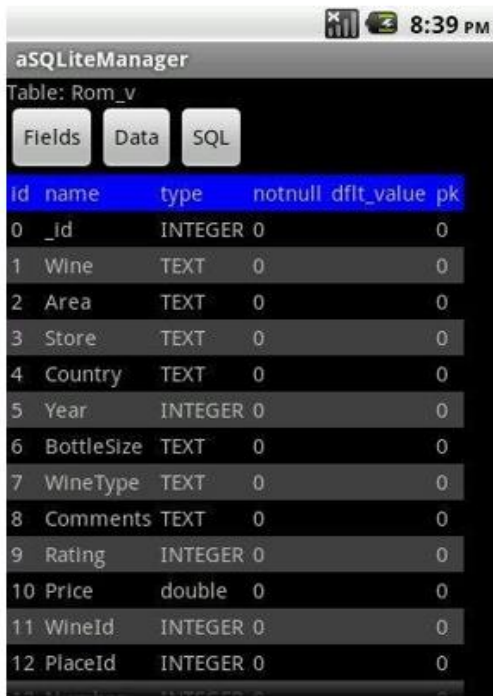 8:39 PM
aSQLiteManager
Table: Rom_v
Fields Data SQL
id name type notnull dflt_value pk
0 _id INTEGER 0 0
1 Wine TEXT 0 0
2 Area TEXT 0 0
3 Store TEXT 0 0
4 Country TEXT 0 0
5 Year INTEGER 0 0
6 BottleSize TEXT 0 0
7 WineType TEXT 0 0
8 Comments TEXT 0 0
9 Rating INTEGER 0 0
10 Price double 0 0
11 WineId INTEGER 0 0
12 PlaceId INTEGER 0 0